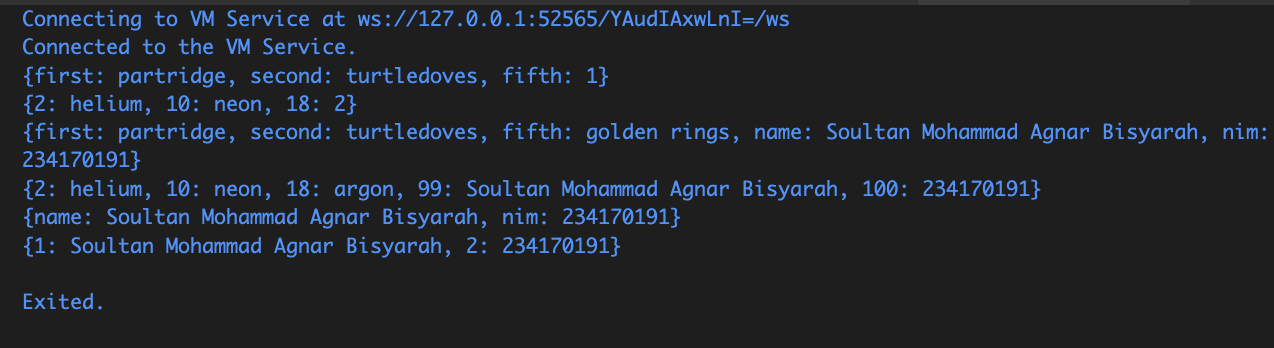 Connecting to VM Service at ws://127.0.0.1:52565/YAudIAxwLnI=/ws
Connected to the VM Service.
{first: partridge, second: turtledoves, fifth: 1}
{2: helium, 10: neon, 18: 2}
{first: partridge, second: turtledoves, fifth: golden rings, name: Soultan Mohammad Agnar Bisyarah, nim:
234170191}
{2: helium, 10: neon, 18: argon, 99: Soultan Mohammad Agnar Bisyarah, 100: 234170191}
{name: Soultan Mohammad Agnar Bisyarah, nim: 234170191}
{1: Soultan Mohammad Agnar Bisyarah, 2: 234170191}
Exited.